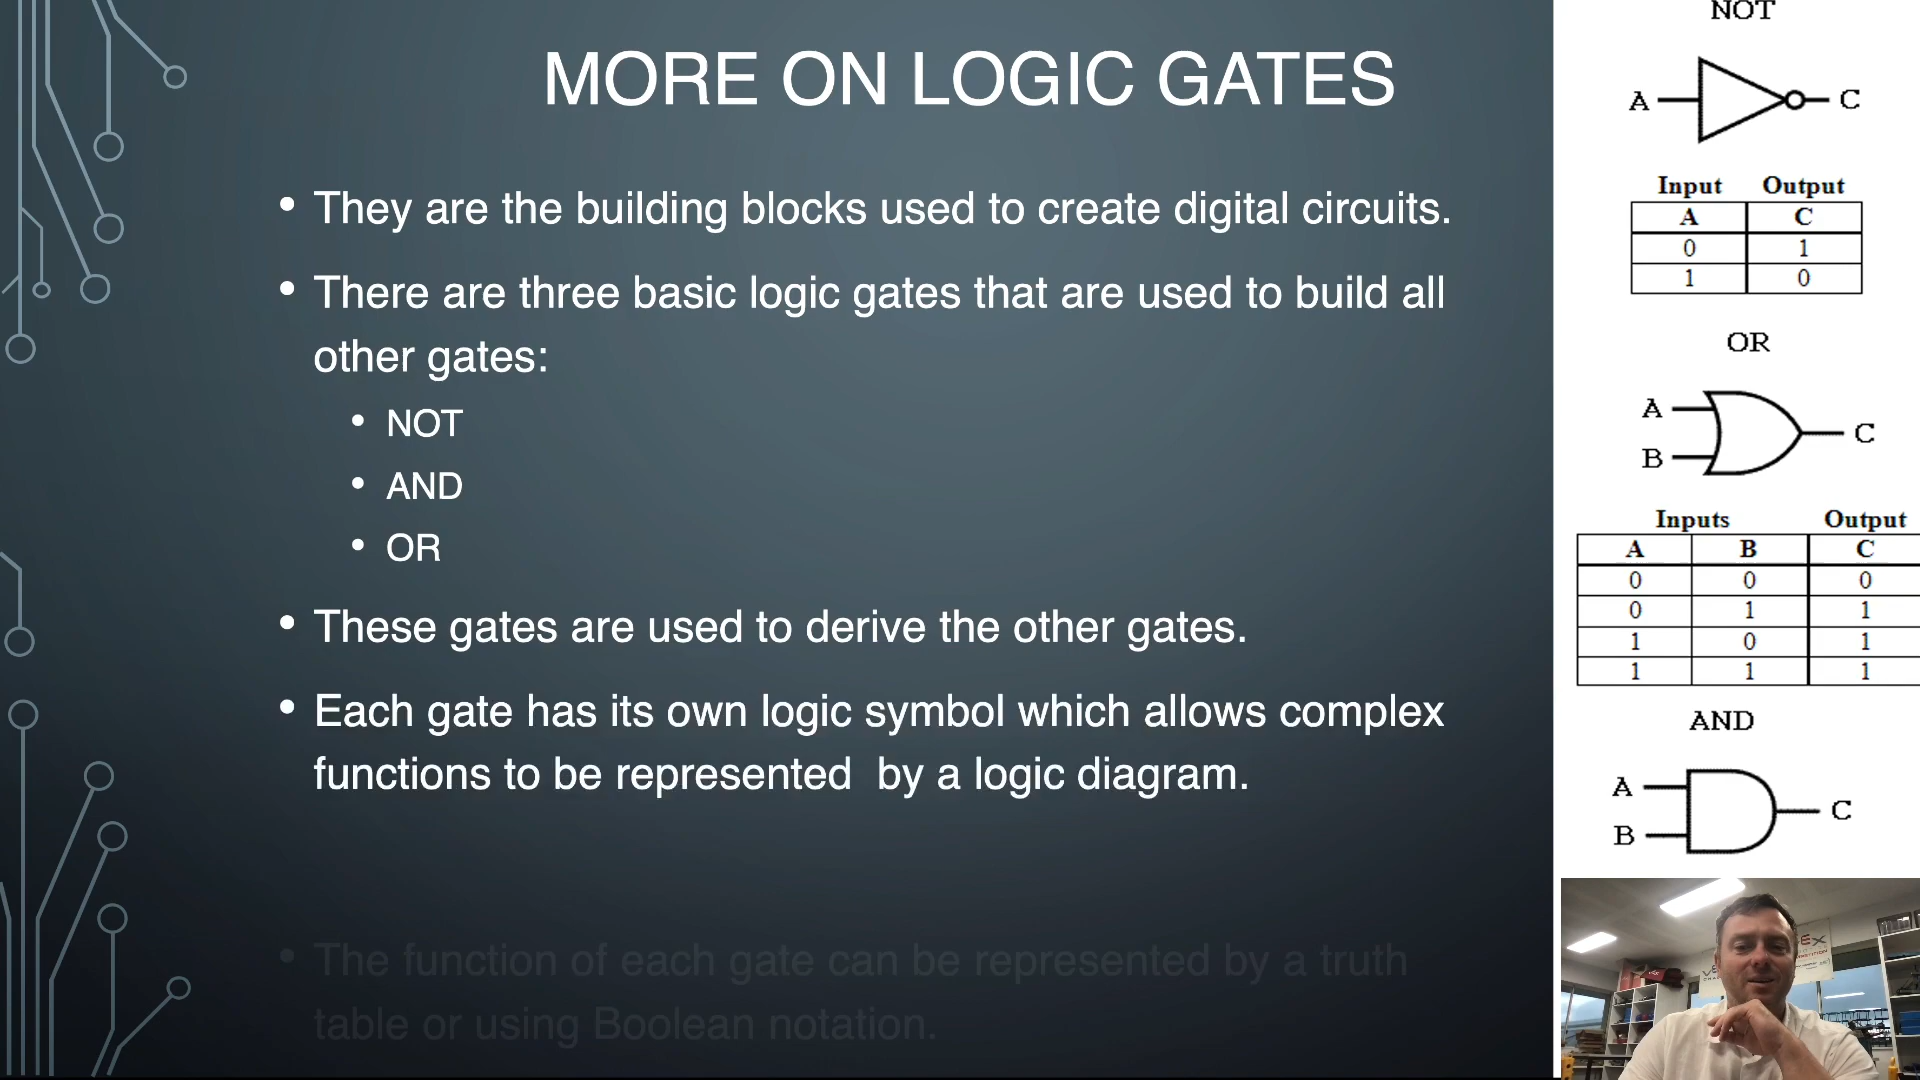 MORE ON LOGIC GATES
• They are the building blocks used to create digital circuits.
• There are three basic logic gates that are used to build all
other gates:
• NOT
• AND
• OR
• These gates are used to derive the other gates.
• Each gate has its own logic symbol which allows complex
functions to be represented  by a logic diagram.
• The function of each gate can be represented by a truth
table or using Boolean notation.
NOT
A C
Input Output
A C
0 1
1 0
OR
A
C
B
Inputs Output
A B C
0 0 0
0 1 1
1 0 1
1 1 1
AND
A
C
B